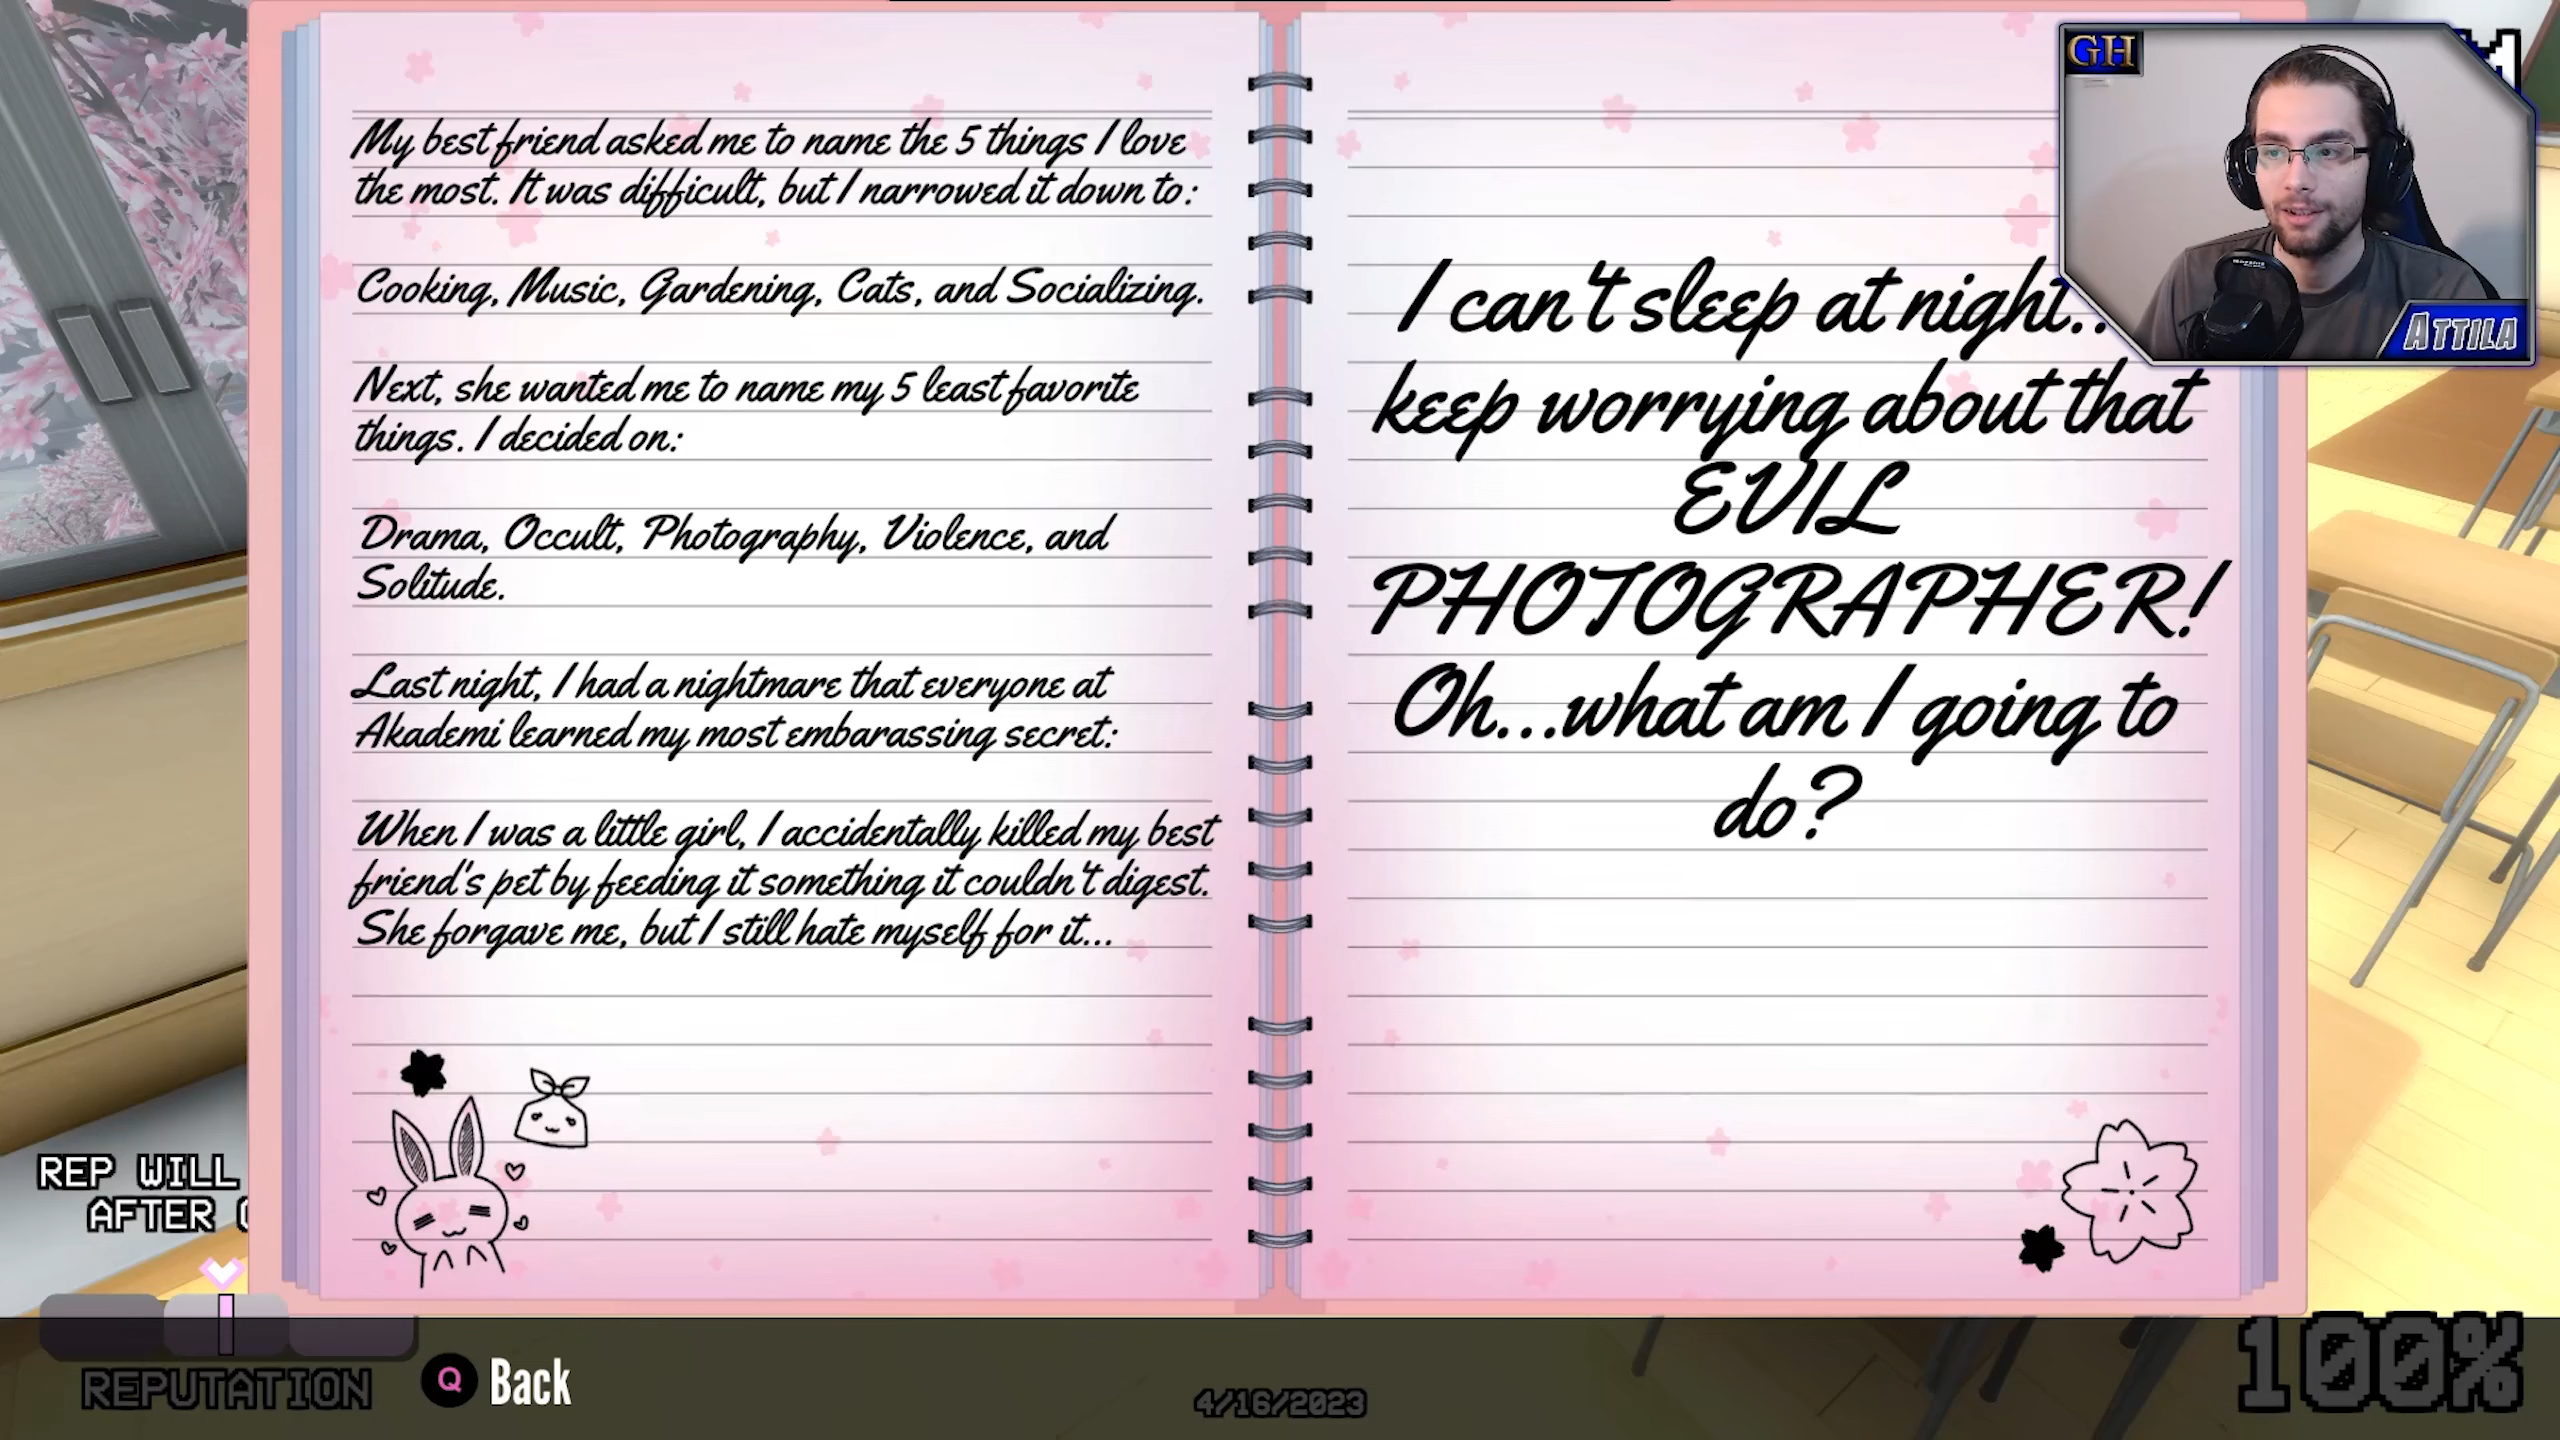 My best friend asked me to name the 5 things I love
the most. It was difficult, but I narrowed it down to:
Cooking, Music, Gardening, Cats, and Socializing.
Next, she wanted me to name my 5 least favorite
things. I decided on:
Drama, Occult, Photography, Violence, and
Solitude.
Last night, I had a nightmare that everyone at
Akademi learned my most embarassing secret:
When I was a little girl, I accidentally killed my best
friend's pet by feeding it something it couldn't digest.
She forgave me, but I still hate myself for it...
I can't sleep at night..
keep worrying about that
EVIL
PHOTOGRAPHER!
Oh...what am I going to
do?
GH
ATTILA
REP WILL
AFTER
REPUTATION
Q Back
4/16/2023
100%